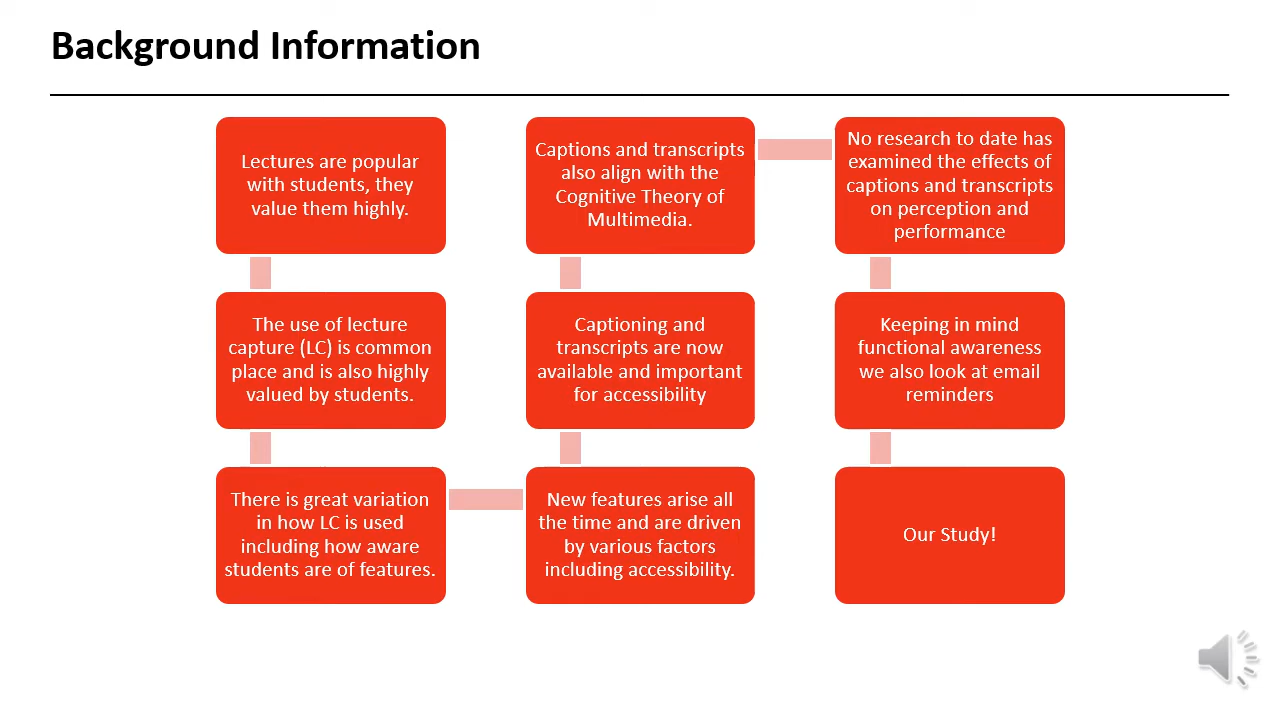 Background Information
Lectures are popular
with students, they
value them highly.
The use of lecture
capture (LC) is common
place and is also highly
valued by students.
There is great variation
in how LC is used
including how aware
students are of features.
New features arise all
the time and are driven
by various factors
including accessibility.
Captioning and
transcripts are now
available and important
for accessibility
Captions and transcripts
also align with the
Cognitive Theory of
Multimedia.
No research to date has
examined the effects of
captions and transcripts
on perception and
performance
Keeping in mind
functional awareness
we also look at email
reminders
Our Study!